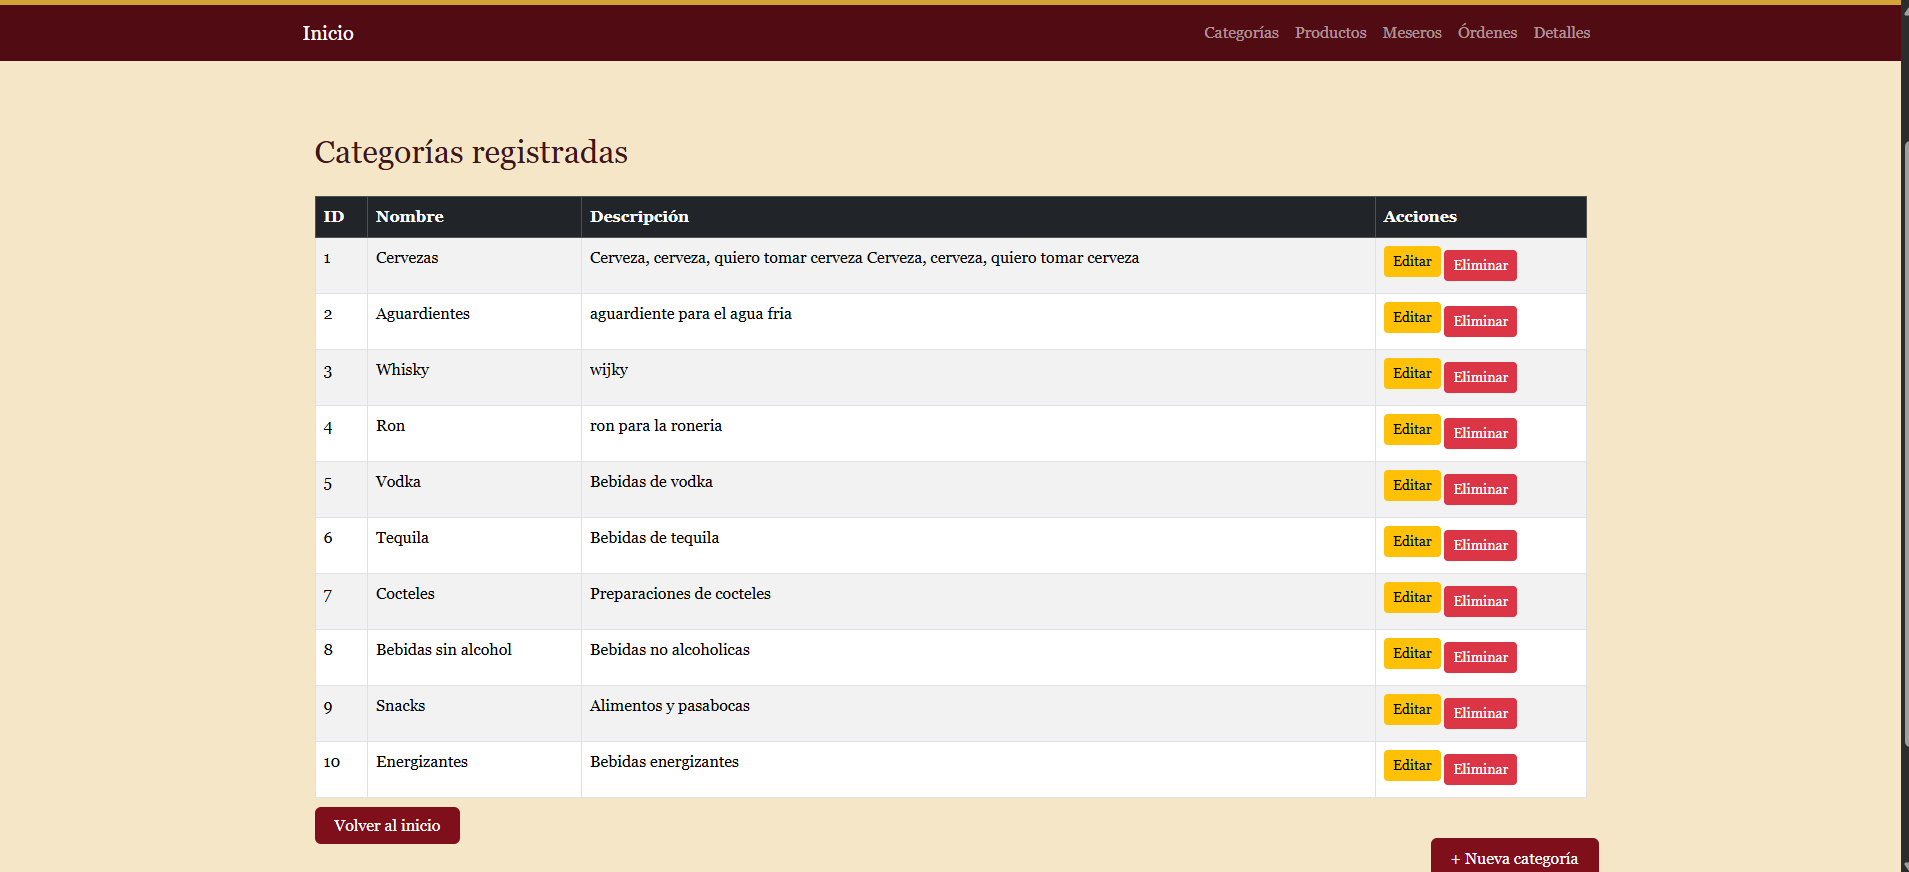 Inicio Categorías Productos Meseros Órdenes Detalles
Categorías registradas
ID Nombre Descripción Acciones
1 Cervezas Cerveza, cerveza, quiero tomar cerveza Cerveza, cerveza, quiero tomar cerveza Editar Eliminar
2 Aguardientes aguardiente para el agua fria Editar Eliminar
3 Whisky wijky Editar Eliminar
4 Ron ron para la roneria Editar Eliminar
5 Vodka Bebidas de vodka Editar Eliminar
6 Tequila Bebidas de tequila Editar Eliminar
7 Cocteles Preparaciones de cocteles Editar Eliminar
8 Bebidas sin alcohol Bebidas no alcoholicas Editar Eliminar
9 Snacks Alimentos y pasabocas Editar Eliminar
10 Energizantes Bebidas energizantes Editar Eliminar
Volver al inicio
+ Nueva categoría